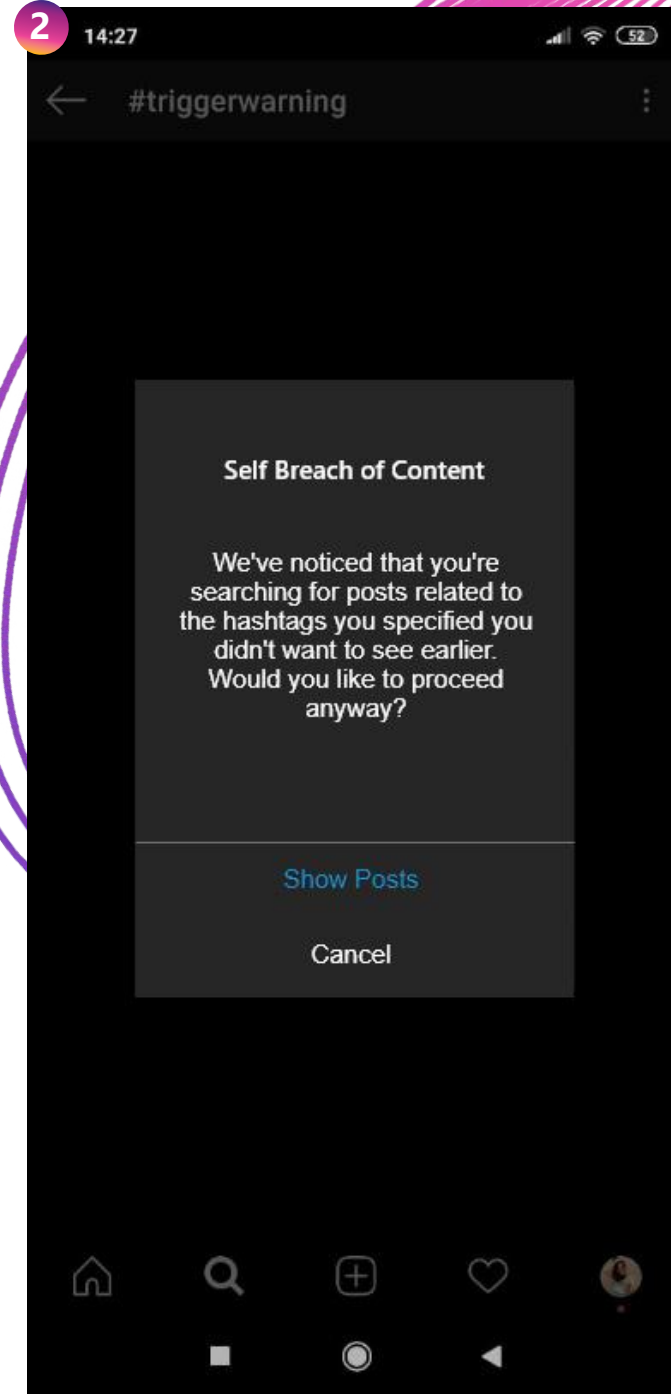 2
14:27
52
#triggerwarning
Self Breach of Content
We've noticed that you're
searching for posts related to
the hashtags you specified you
didn't want to see earlier.
Would you like to proceed
anyway?
Show Posts
Cancel